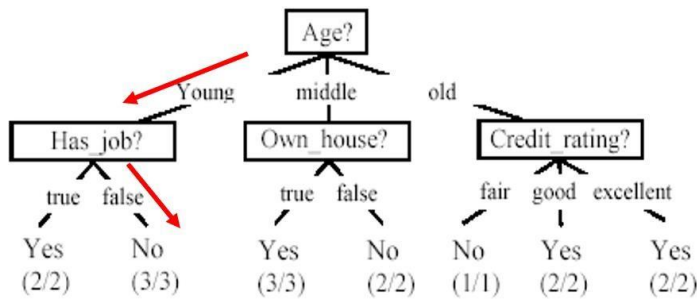 Age?
Young middle old
Has_job? Own_house? Credit_rating?
true false true false fair good excellent
Yes No Yes No No Yes Yes
(2/2) (3/3) (3/3) (2/2) (1/1) (2/2) (2/2)